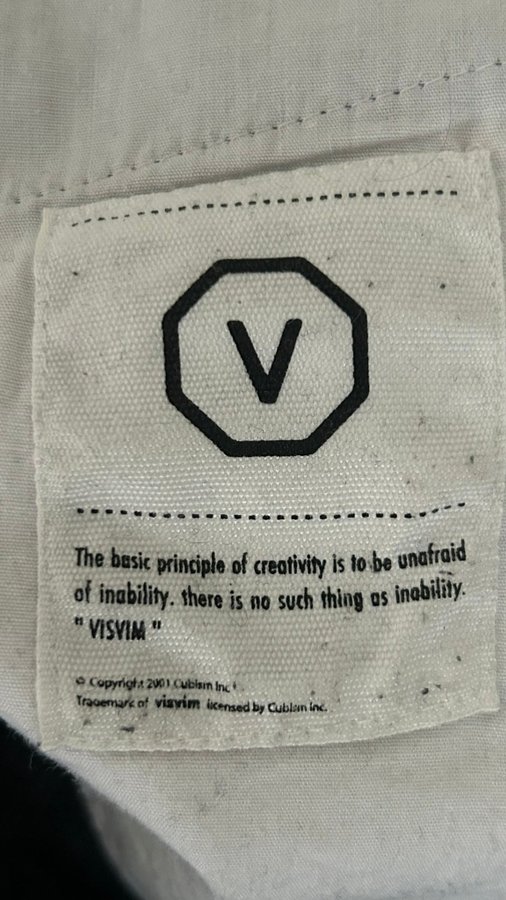 V
The basic principle of creativity is to be unafraid
of inability. there is no such thing as inability.
" VISVIM "
© Copyright 2001 Cubism Inc.
Trademark of visvim licensed by Cubism Inc.